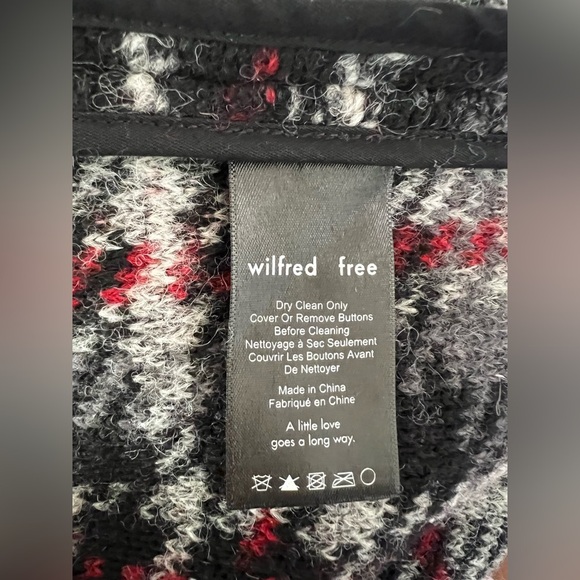 wilfred free
Dry Clean Only
Cover Or Remove Buttons
Before Cleaning
Nettoyage à Sec Seulement
Couvrir Les Boutons Avant
De Nettoyer
Made in China
Fabriqué en Chine
A little love
goes a long way.